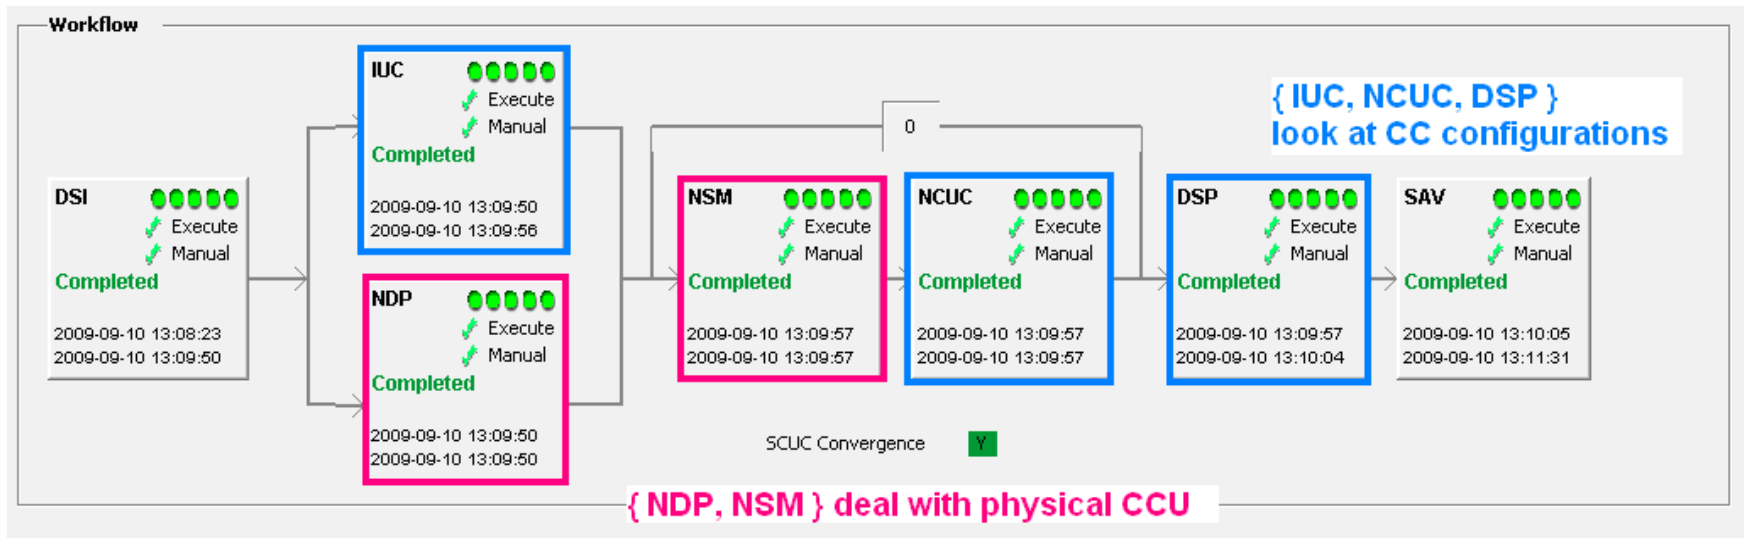 Workflow
IUC
Execute
Manual
Completed
2009-09-10 13:09:50
2009-09-10 13:09:56
{ IUC, NCUC, DSP }
look at CC configurations
0
DSI
Execute
Manual
Completed
2009-09-10 13:08:23
2009-09-10 13:09:50
NDP
Execute
Manual
Completed
2009-09-10 13:09:50
2009-09-10 13:09:50
NSM
Execute
Manual
Completed
2009-09-10 13:09:57
2009-09-10 13:09:57
NCUC
Execute
Manual
Completed
2009-09-10 13:09:57
2009-09-10 13:09:57
DSP
Execute
Manual
Completed
2009-09-10 13:09:57
2009-09-10 13:10:04
SAV
Execute
Manual
Completed
2009-09-10 13:10:05
2009-09-10 13:11:31
SCUC Convergence Y
{ NDP, NSM } deal with physical CCU